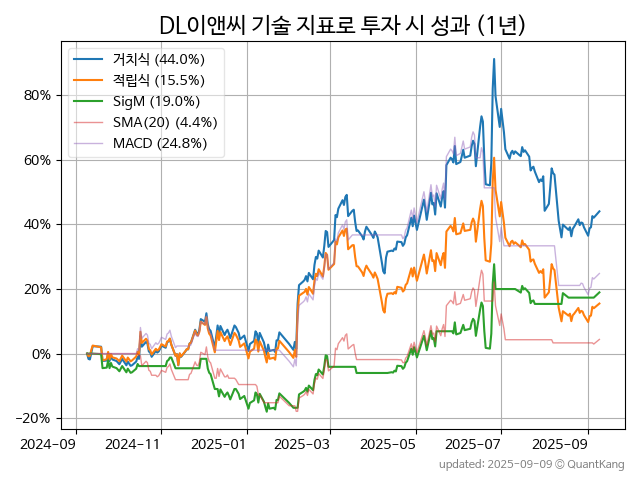 DL이앤씨 기술 지표로 투자 시 성과 (1년)
거치식 (44.0%)
적립식 (15.5%)
SigM (19.0%)
SMA(20) (4.4%)
MACD (24.8%)
80%
60%
40%
20%
0%
−20%
2024-09 2024-11 2025-01 2025-03 2025-05 2025-07 2025-09
updated: 2025-09-09 © QuantKang